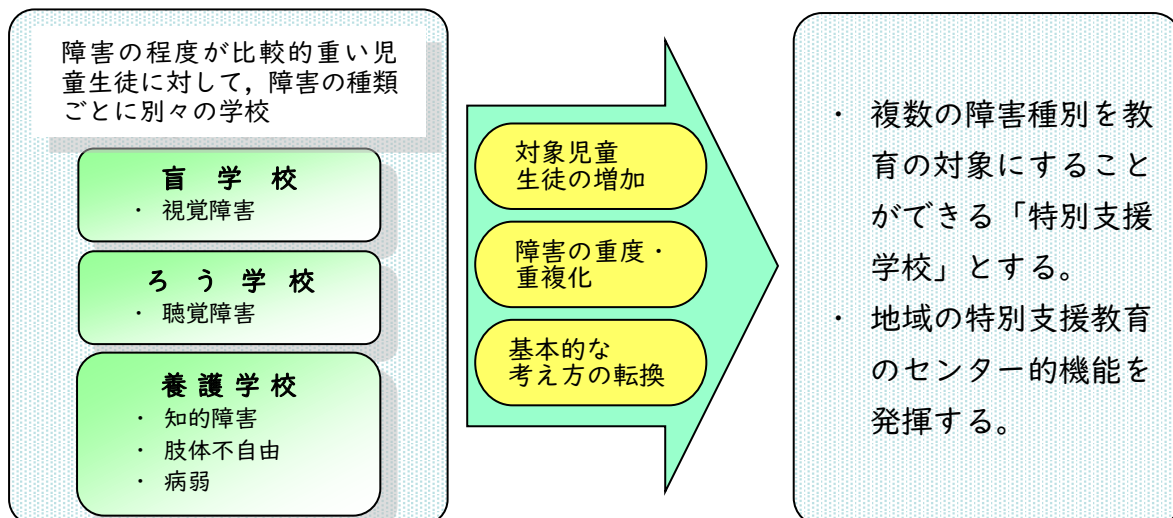 障害の程度が比較的重い児
童生徒に対して，障害の種類
ごとに別々の学校
盲学校
・ 視覚障害
ろう学校
・ 聴覚障害
養護学校
・ 知的障害
・ 肢体不自由
・ 病弱
対象児童
生徒の増加
障害の重度・
重複化
基本的な
考え方の転換
・ 複数の障害種別を教
育の対象にすること
ができる「特別支援
学校」とする。
・ 地域の特別支援教育
のセンター的機能を
発揮する。